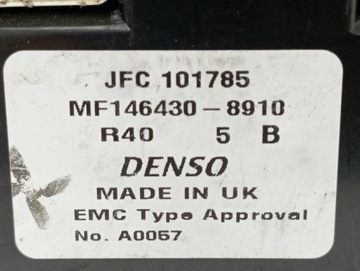 JFC 101785
MF146430-8910
R40 5 B
DENSO
MADE IN UK
EMC Type Approval
No. A0057